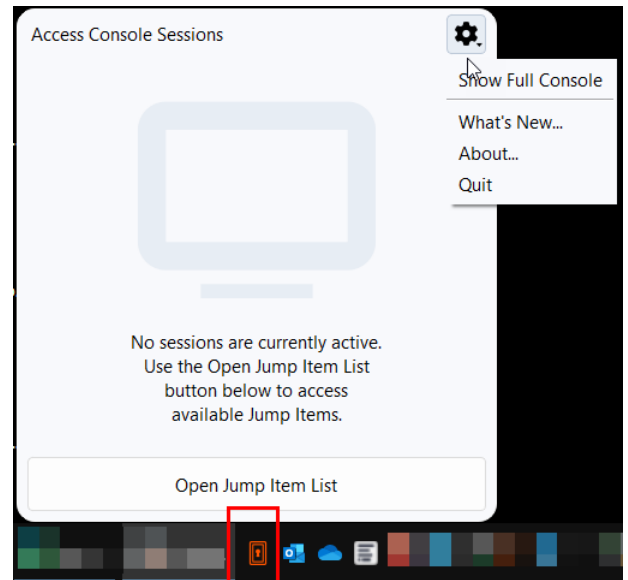 Access Console Sessions
Show Full Console
What's New...
About...
Quit
No sessions are currently active.
Use the Open Jump Item List
button below to access
available Jump Items.
Open Jump Item List